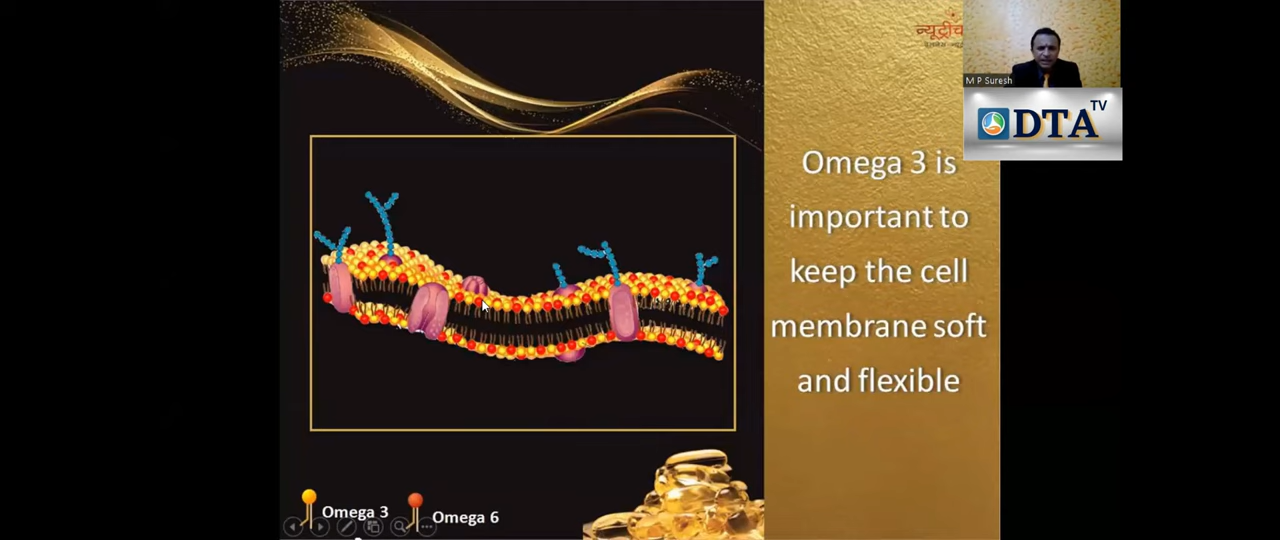 M P Suresh
DTA TV
Omega 3 is
important to
keep the cell
membrane soft
and flexible
Omega 3
Omega 6